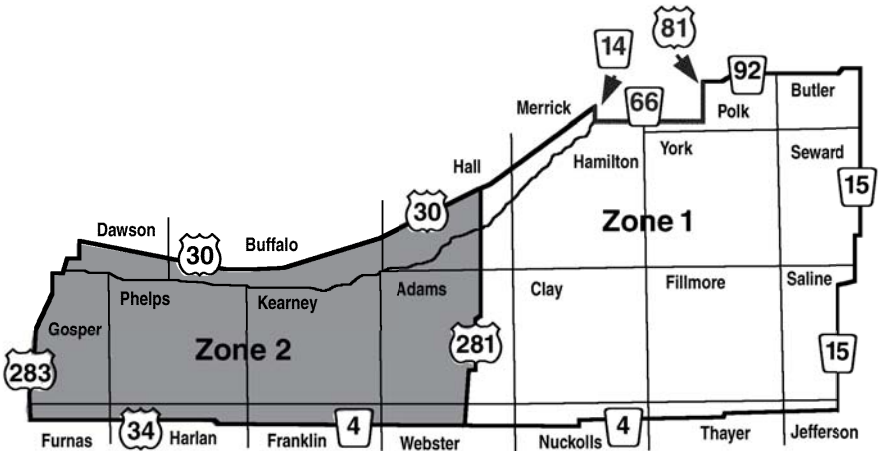 81
14
92
66
Butler
Polk
Merrick
York
Hamilton
Seward
Hall
15
30
Zone 1
Dawson
30
Buffalo
Saline
Fillmore
Clay
Adams
Kearney
Phelps
Gosper
Zone 2
281
15
283
34
4
4
Furnas
Harlan
Franklin
Webster
Nuckolls
Thayer
Jefferson